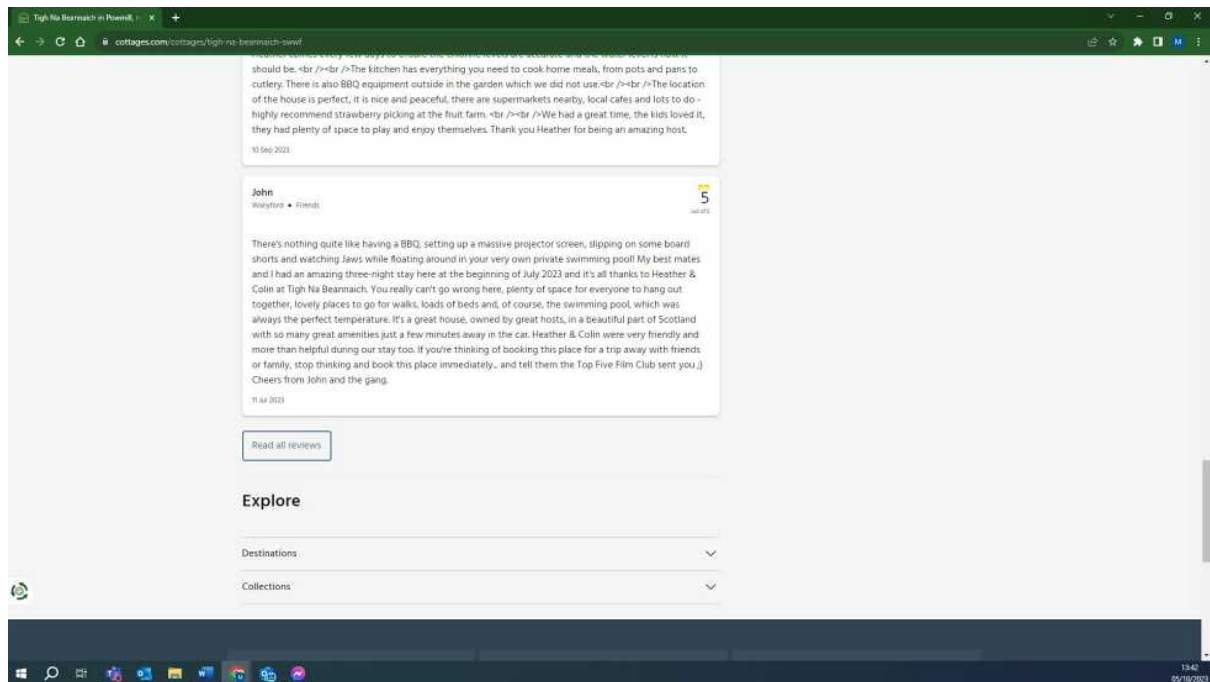 Tigh Na Beannaich in Powmill,
cottages.com/cottages/tigh-na-beannaich-swwf
should be. <br /><br />The kitchen has everything you need to cook home meals, from pots and pans to
cutlery. There is also BBQ equipment outside in the garden which we did not use.<br /><br />The location
of the house is perfect, it is nice and peaceful, there are supermarkets nearby, local cafes and lots to do -
highly recommend strawberry picking at the fruit farm. <br /><br />We had a great time, the kids loved it,
they had plenty of space to play and enjoy themselves. Thank you Heather for being an amazing host.
10 Sep 2023
John
5
Wallyford • Friends
out of 5
There's nothing quite like having a BBQ, setting up a massive projector screen, slipping on some board
shorts and watching Jaws while floating around in your very own private swimming pool! My best mates
and I had an amazing three-night stay here at the beginning of July 2023 and it's all thanks to Heather &
Colin at Tigh Na Beannaich. You really can't go wrong here, plenty of space for everyone to hang out
together, lovely places to go for walks, loads of beds and, of course, the swimming pool, which was
always the perfect temperature. It's a great house, owned by great hosts, in a beautiful part of Scotland
with so many great amenities just a few minutes away in the car. Heather & Colin were very friendly and
more than helpful during our stay too. If you're thinking of booking this place for a trip away with friends
or family, stop thinking and book this place immediately... and tell them the Top Five Film Club sent you ;)
Cheers from John and the gang.
11 Jul 2023
Read all reviews
Explore
Destinations
Collections
13:42
05/10/2023